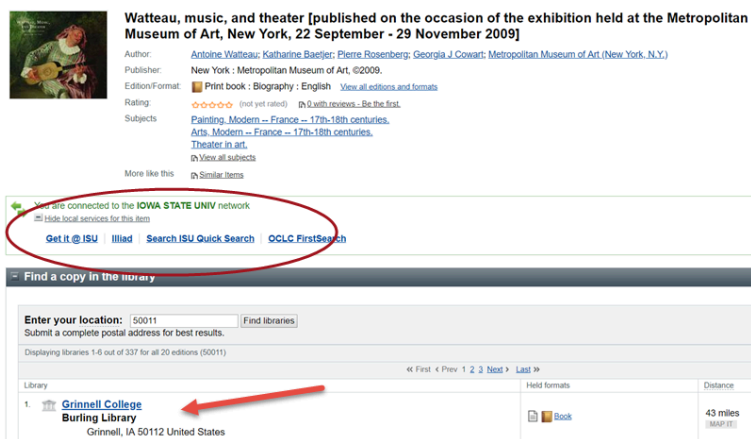 Watteau, music, and theater [published on the occasion of the exhibition held at the Metropolitan
Museum of Art, New York, 22 September - 29 November 2009]
Author: Antoine Watteau; Katharine Baetjer; Pierre Rosenberg; Georgia J Cowart; Metropolitan Museum of Art (New York, N.Y.)
Publisher: New York : Metropolitan Museum of Art, ©2009.
Edition/Format: Print book : Biography : English View all editions and formats
Rating: (not yet rated) 0 with reviews - Be the first.
Subjects Painting, Modern -- France -- 17th-18th centuries.
Arts, Modern -- France -- 17th-18th centuries.
Theater in art.
View all subjects
More like this Similar Items
You are connected to the IOWA STATE UNIV network
Hide local services for this item
Get it @ ISU Illiad Search ISU Quick Search OCLC FirstSearch
Find a copy in the library
Enter your location: 50011 Find libraries
Submit a complete postal address for best results.
Displaying libraries 1-6 out of 337 for all 20 editions (50011)
« First ‹ Prev 1 2 3 Next › Last »
Library Held formats Distance
1. Grinnell College Book 43 miles
Burling Library MAP IT
Grinnell, IA 50112 United States